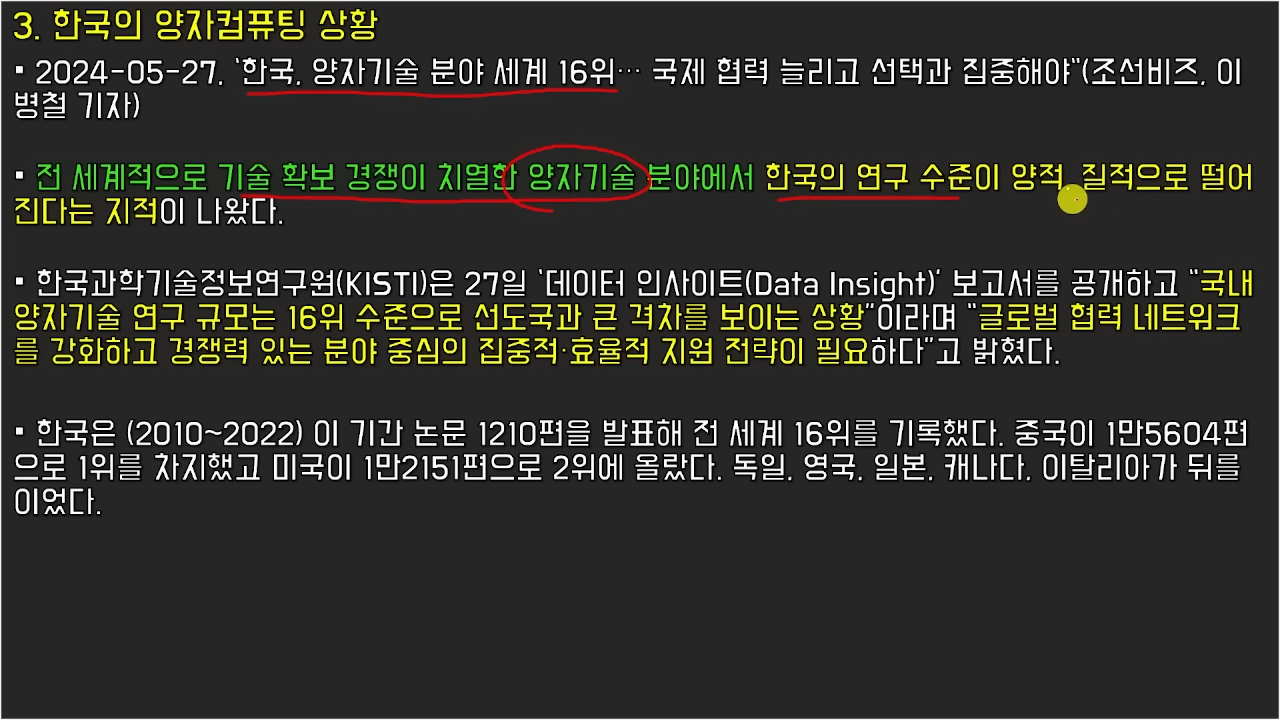 3. 한국의 양자컴퓨팅 상황
▪ 2024-05-27, '한국, 양자기술 분야 세계 16위… 국제 협력 늘리고 선택과 집중해야"(조선비즈, 이
병철 기자)
▪ 전 세계적으로 기술 확보 경쟁이 치열한 양자기술 분야에서 한국의 연구 수준이 양적, 질적으로 떨어
진다는 지적이 나왔다.
▪ 한국과학기술정보연구원(KISTI)은 27일 '데이터 인사이트(Data Insight)' 보고서를 공개하고 "국내
양자기술 연구 규모는 16위 수준으로 선도국과 큰 격차를 보이는 상황"이라며 "글로벌 협력 네트워크
를 강화하고 경쟁력 있는 분야 중심의 집중적·효율적 지원 전략이 필요하다"고 밝혔다.
▪ 한국은 (2010~2022) 이 기간 논문 1210편을 발표해 전 세계 16위를 기록했다. 중국이 1만5604편
으로 1위를 차지했고 미국이 1만2151편으로 2위에 올랐다. 독일, 영국, 일본, 캐나다, 이탈리아가 뒤를
이었다.